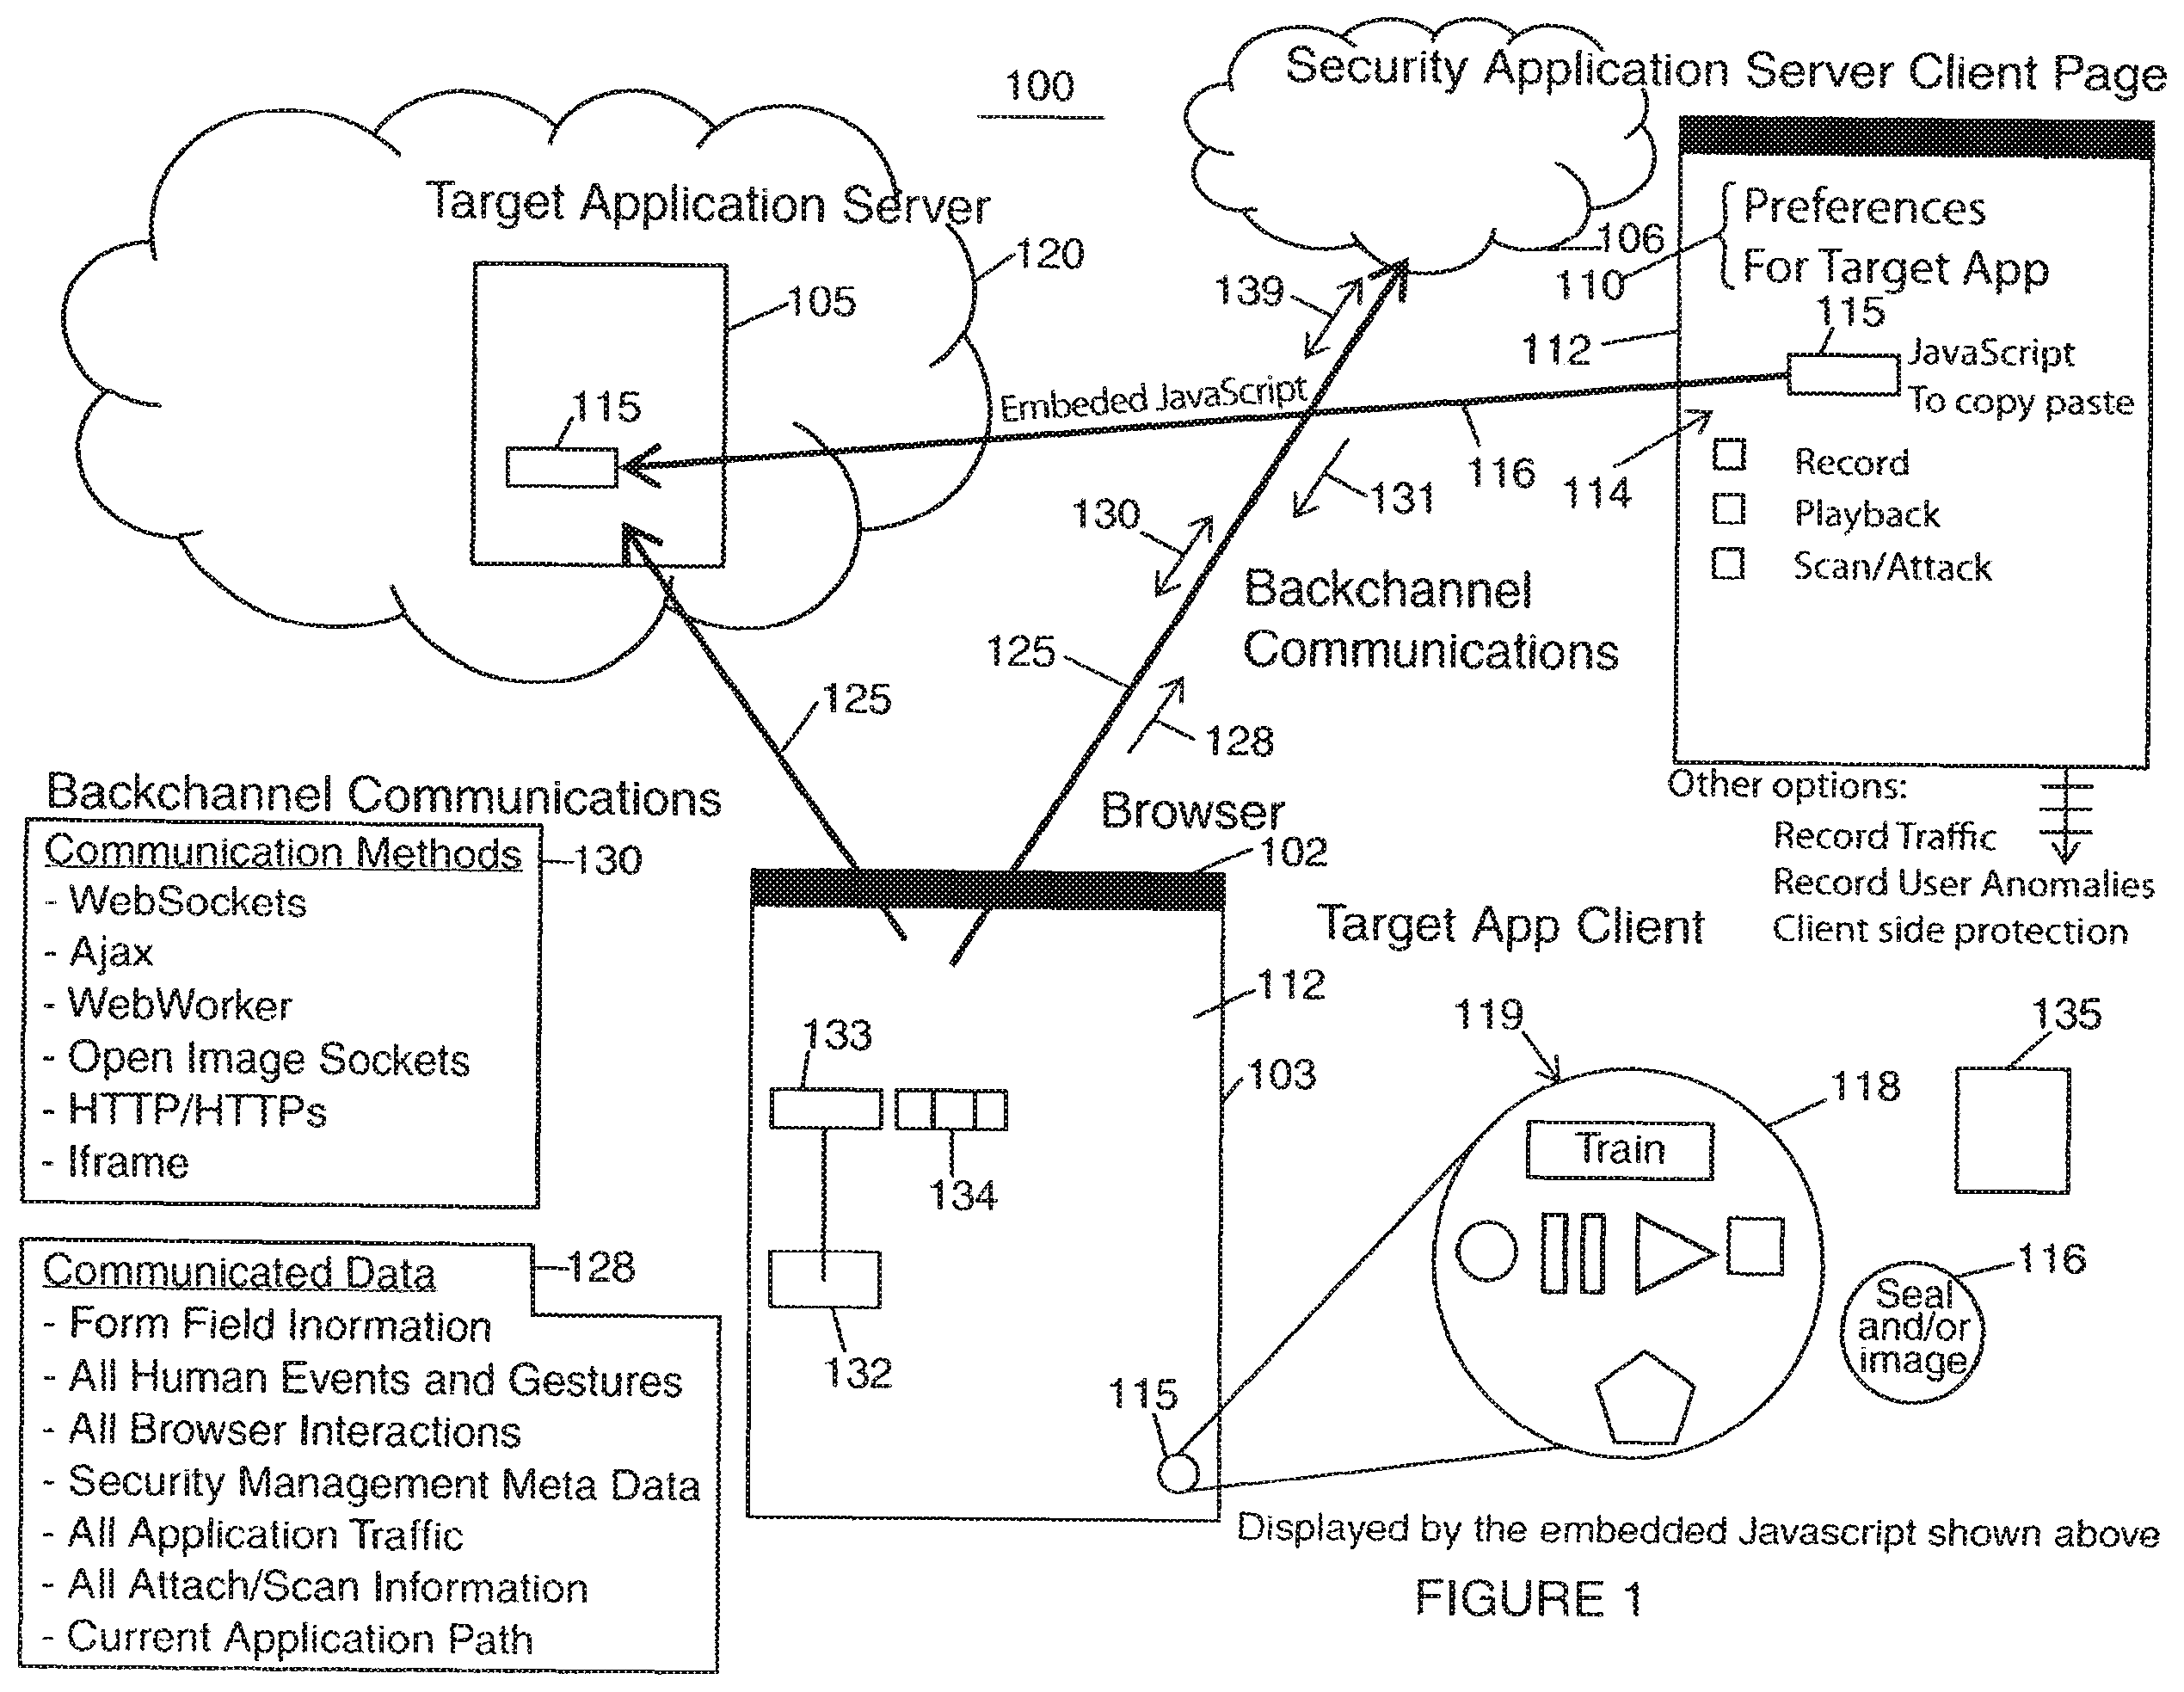 Security Application Server Client Page
100
Target Application Server
120
105
115
106
139
110
Preferences
For Target App
115
112
JavaScript
To copy paste
Embeded JavaScript
116
114
131
130
Record
Playback
Scan/Attack
Backchannel
Communications
125
125
128
Other options:
Record Traffic
Record User Anomalies
Client side protection
Backchannel Communications
Communication Methods
130
- WebSockets
- Ajax
- WebWorker
- Open Image Sockets
- HTTP/HTTPs
- Iframe
Communicated Data
128
- Form Field Inormation
- All Human Events and Gestures
- All Browser Interactions
- Security Management Meta Data
- All Application Traffic
- All Attach/Scan Information
- Current Application Path
Browser
102
112
103
133
134
132
115
Target App Client
119
118
135
Train
116
Seal
and/or
image
Displayed by the embedded Javascript shown above
FIGURE 1